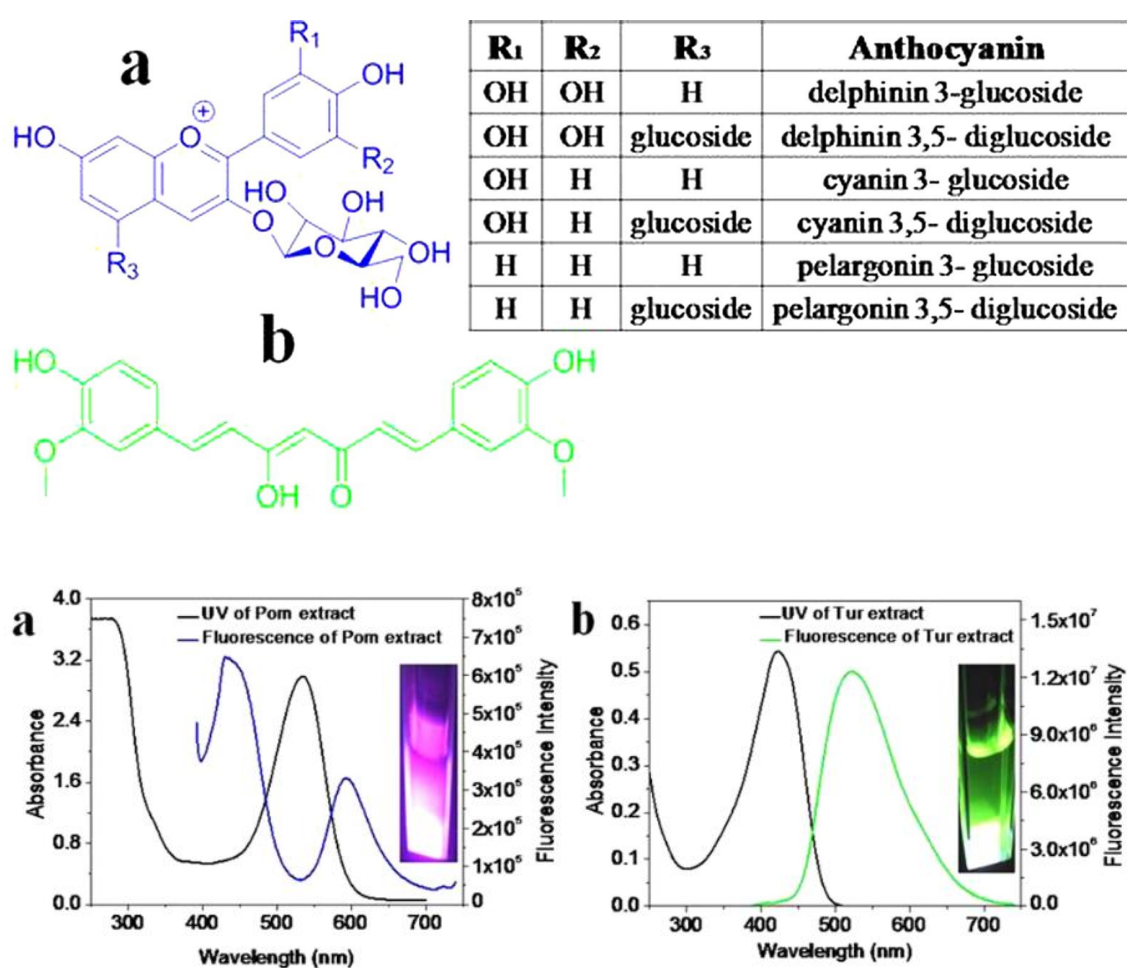 a
R1
OH
HO
O⊕
R2
HO
OH
O
O
OH
R3
HO
R1 R2 R3 Anthocyanin
OH OH H delphinin 3-glucoside
OH OH glucoside delphinin 3,5- diglucoside
OH H H cyanin 3- glucoside
OH H glucoside cyanin 3,5- diglucoside
H H H pelargonin 3- glucoside
H H glucoside pelargonin 3,5- diglucoside
b
HO
OH
O
OH
O
O
a
UV of Pom extract
Fluorescence of Pom extract
Absorbance
4.0
3.2
2.4
1.6
0.8
0.0
8x10⁵
7x10⁵
6x10⁵
5x10⁵
4x10⁵
3x10⁵
2x10⁵
1x10⁵
0
Fluorescence Intensity
300 400 500 600 700
Wavelength (nm)
b
UV of Tur extract
Fluorescence of Tur extract
Absorbance
0.6
0.5
0.4
0.3
0.2
0.1
0.0
1.5x10⁷
1.2x10⁷
9.0x10⁶
6.0x10⁶
3.0x10⁶
0.0
Fluorescence Intensity
300 400 500 600 700
Wavelength (nm)